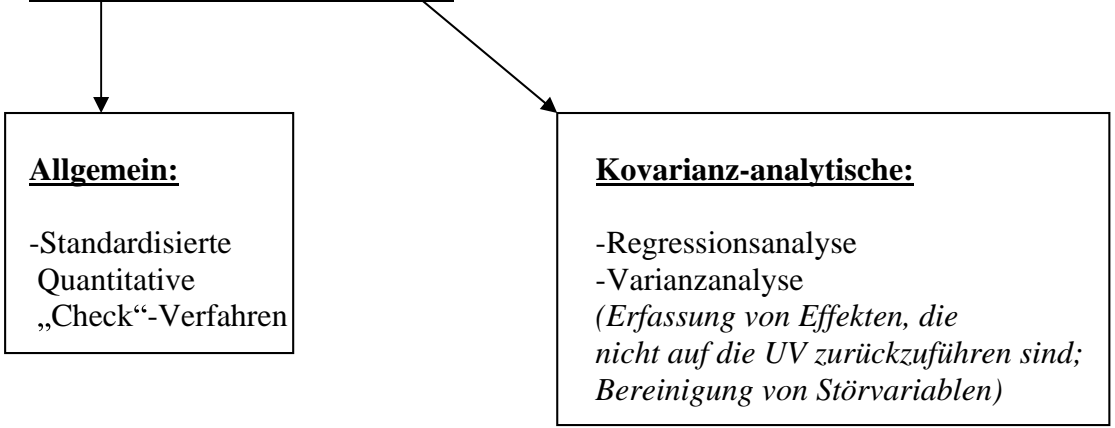 Allgemein:
-Standardisierte
Quantitative
„Check“-Verfahren
Kovarianz-analytische:
-Regressionsanalyse
-Varianzanalyse
(Erfassung von Effekten, die
nicht auf die UV zurückzuführen sind;
Bereinigung von Störvariablen)